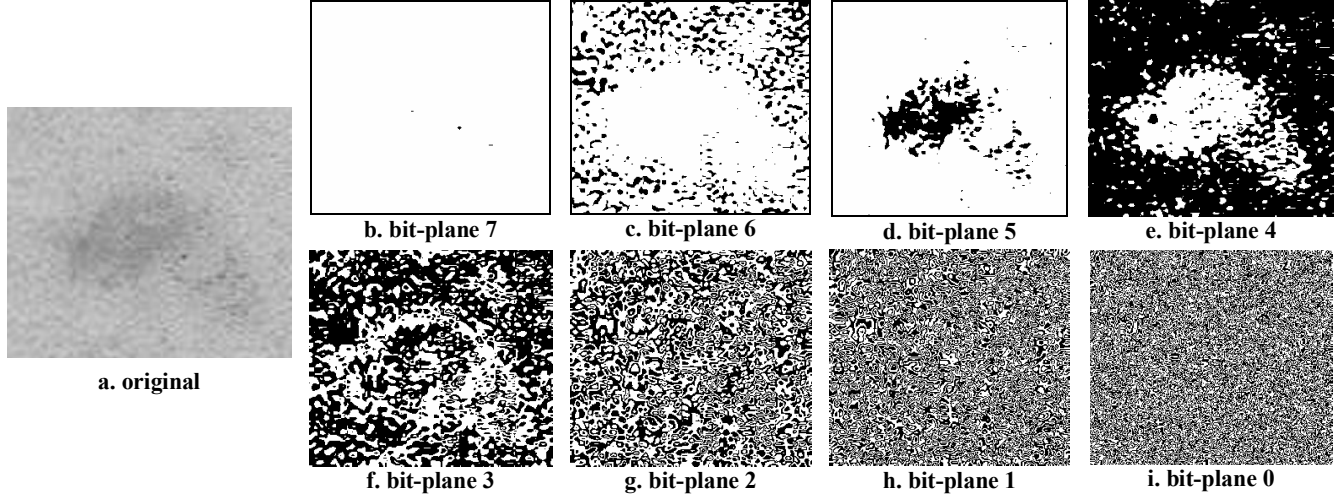 b. bit-plane 7
c. bit-plane 6
d. bit-plane 5
e. bit-plane 4
a. original
f. bit-plane 3
g. bit-plane 2
h. bit-plane 1
i. bit-plane 0